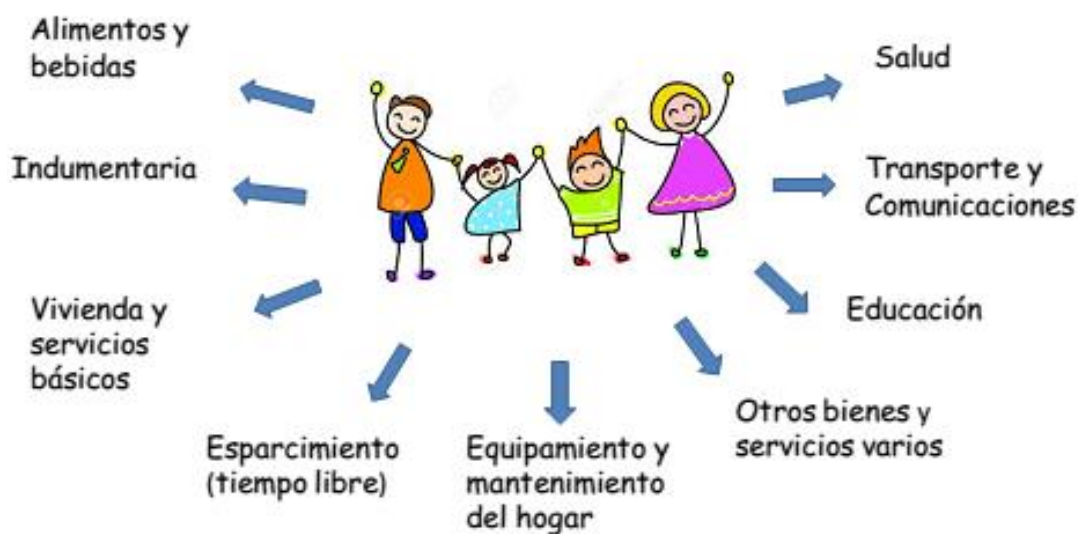 Alimentos y
bebidas
Salud
Indumentaria
Transporte y
Comunicaciones
Vivienda y
servicios
básicos
Educación
Esparcimiento
(tiempo libre)
Equipamiento y
mantenimiento
del hogar
Otros bienes y
servicios varios